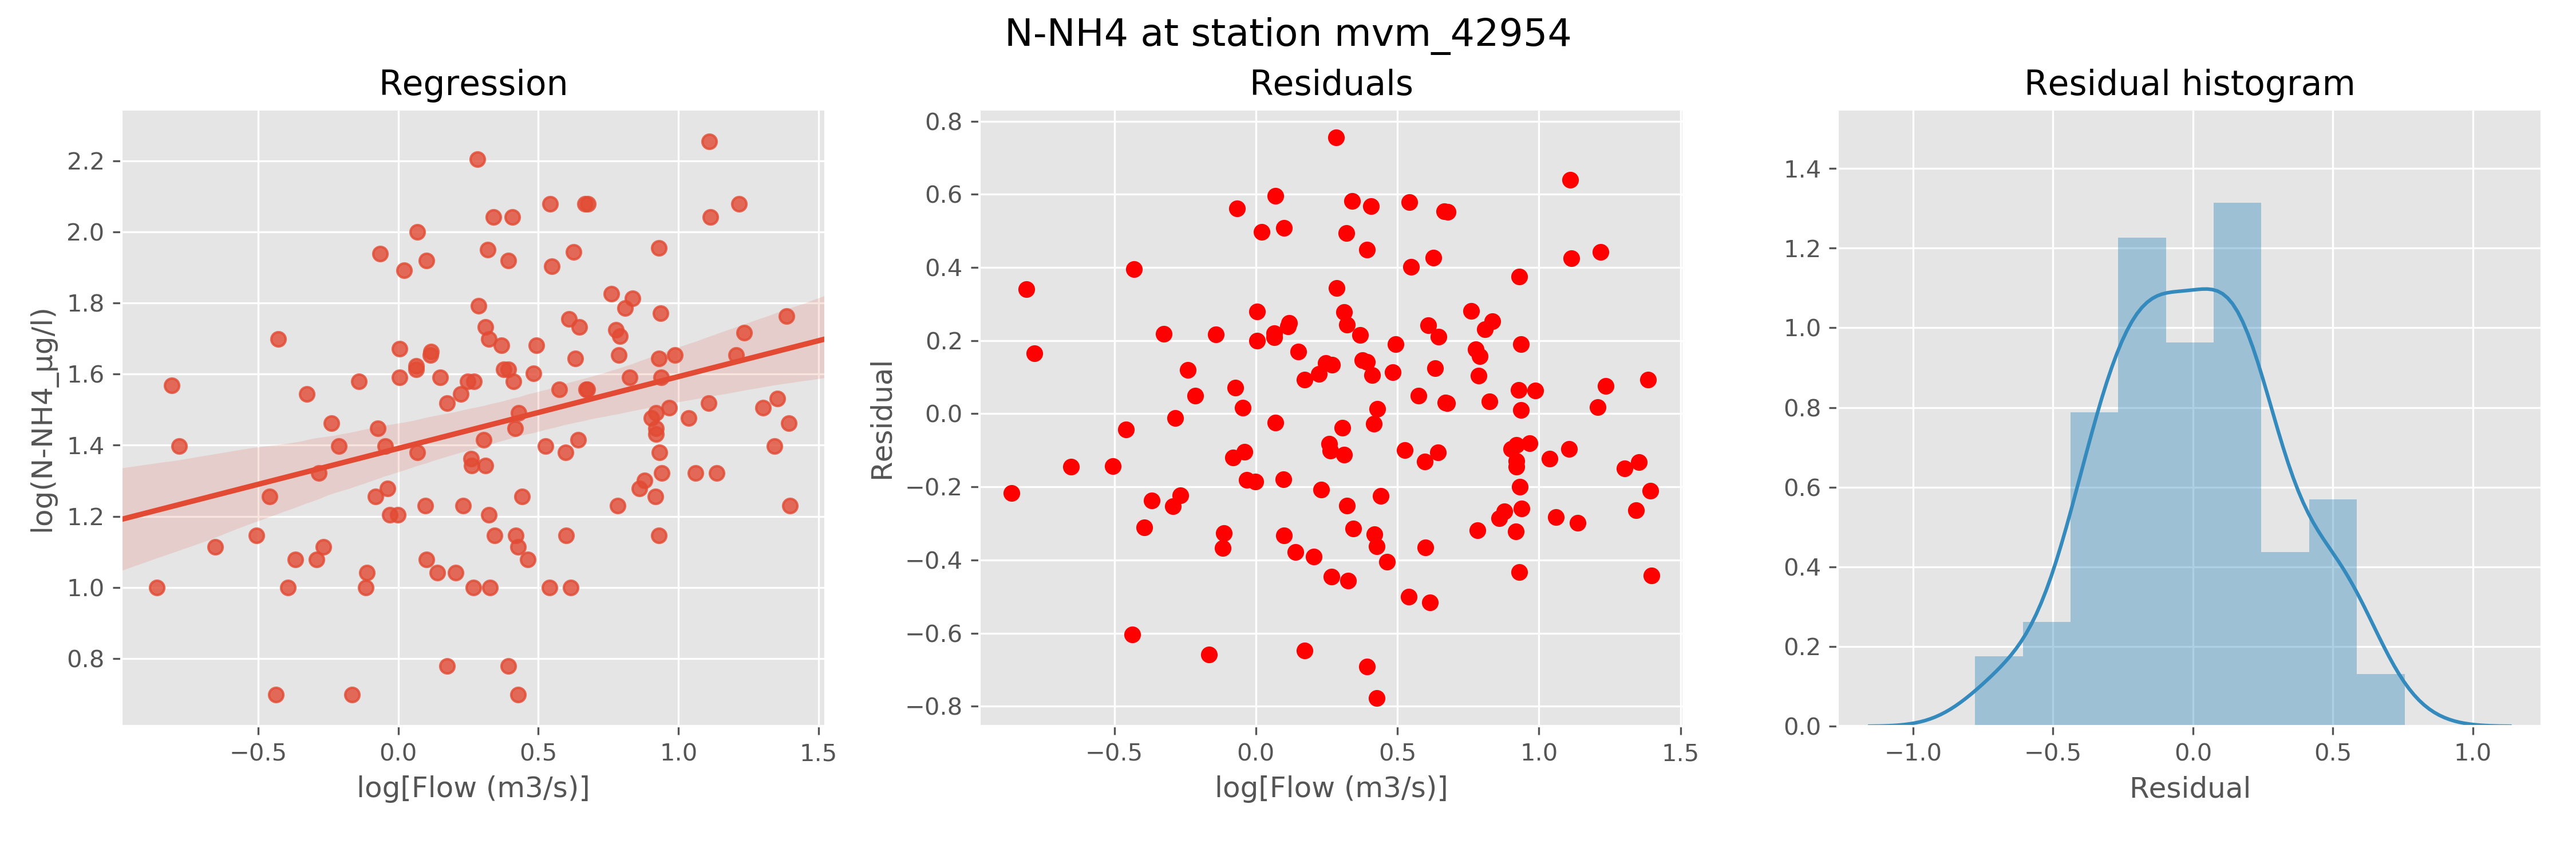 N-NH4 at station mvm_42954
Regression
2.2
2.0
1.8
1.6
1.4
1.2
1.0
0.8
log(N-NH4_µg/l)
−0.5 0.0 0.5 1.0 1.5
log[Flow (m3/s)]
Residuals
0.8
0.6
0.4
0.2
0.0
−0.2
−0.4
−0.6
−0.8
Residual
−0.5 0.0 0.5 1.0 1.5
log[Flow (m3/s)]
Residual histogram
1.4
1.2
1.0
0.8
0.6
0.4
0.2
0.0
−1.0 −0.5 0.0 0.5 1.0
Residual